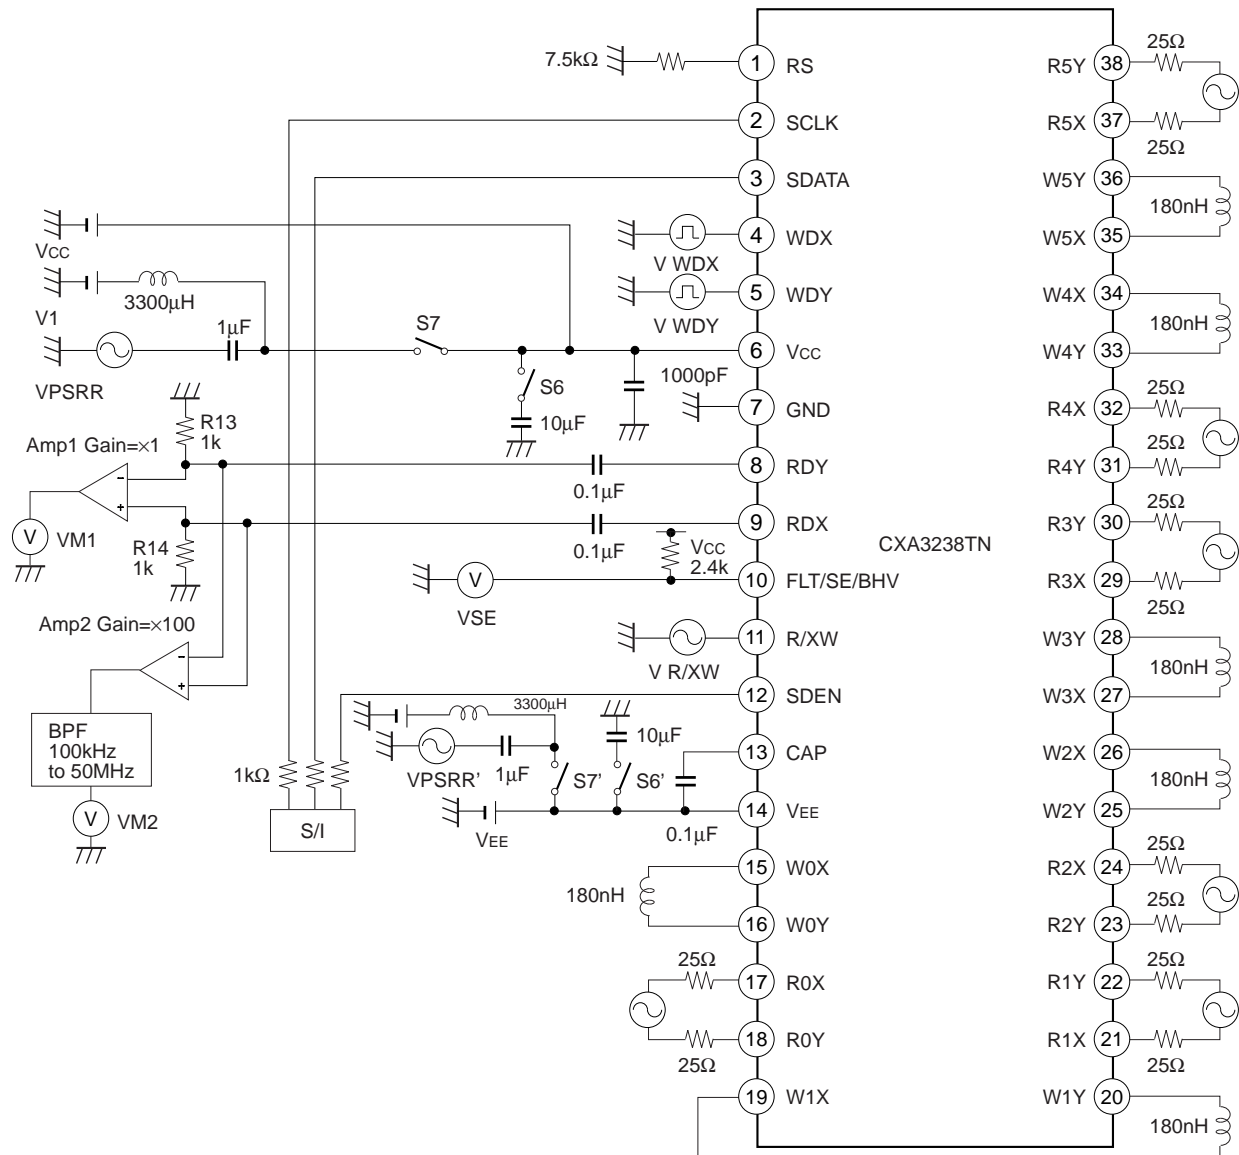 7.5kΩ
1
RS
2
SCLK
3
SDATA
VCC
4
WDX
V WDX
5
WDY
V WDY
3300μH
V1
1μF
VPSRR
S7
S6
10μF
1000pF
6
VCC
7
GND
R13
1k
Amp1 Gain=×1
-
+
V
VM1
R14
1k
0.1μF
8
RDY
0.1μF
9
RDX
VCC
2.4k
V
VSE
10
FLT/SE/BHV
Amp2 Gain=×100
-
+
11
R/XW
V R/XW
12
SDEN
BPF
100kHz
to 50MHz
V
VM2
1kΩ
S/I
3300μH
VPSRR'
1μF
S7'
10μF
S6'
0.1μF
13
CAP
14
VEE
VEE
180nH
15
W0X
16
W0Y
25Ω
17
R0X
18
R0Y
25Ω
19
W1X
CXA3238TN
25Ω
R5Y
38
R5X
37
25Ω
W5Y
36
180nH
W5X
35
W4X
34
180nH
W4Y
33
25Ω
R4X
32
25Ω
R4Y
31
25Ω
R3Y
30
R3X
29
25Ω
W3Y
28
180nH
W3X
27
W2X
26
180nH
W2Y
25
25Ω
R2X
24
25Ω
R2Y
23
25Ω
R1Y
22
R1X
21
25Ω
W1Y
20
180nH